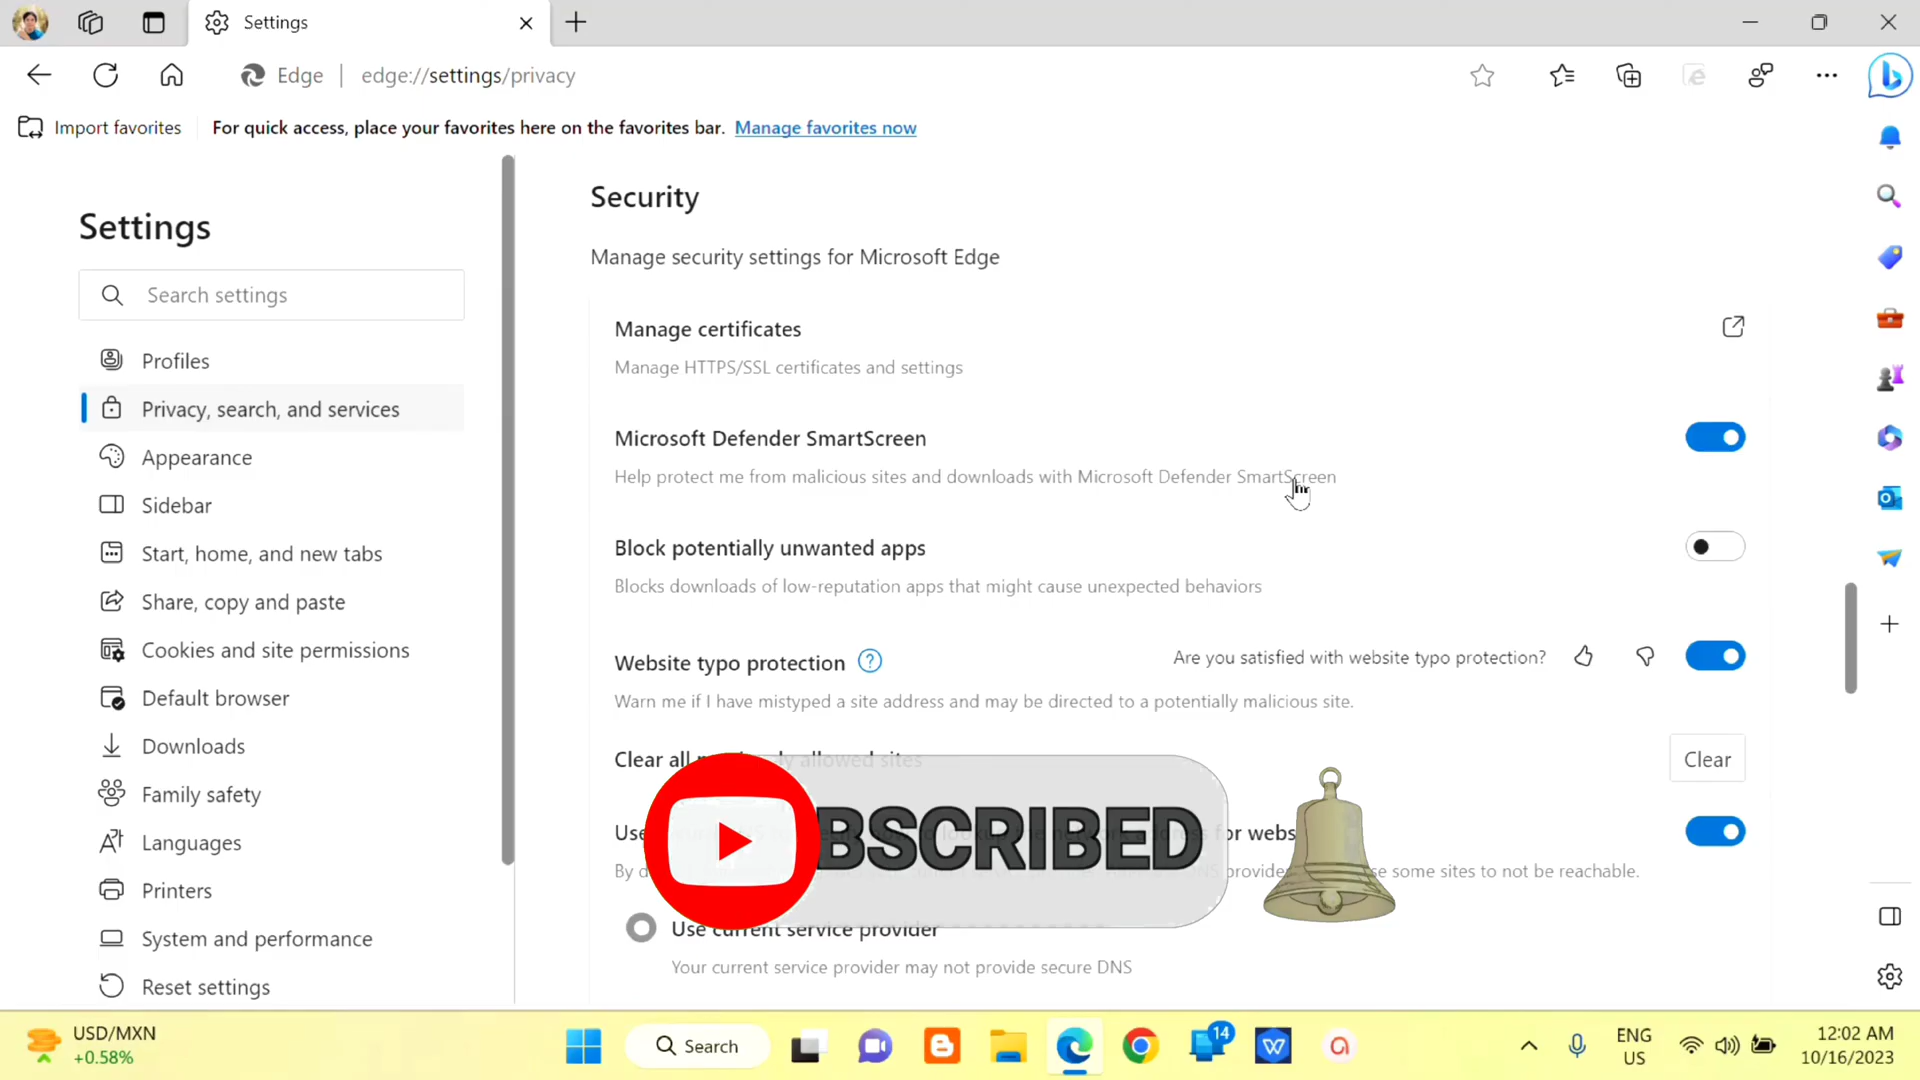 Settings
Edge | edge://settings/privacy
Import favorites For quick access, place your favorites here on the favorites bar. Manage favorites now
Settings
Search settings
Profiles
Privacy, search, and services
Appearance
Sidebar
Start, home, and new tabs
Share, copy and paste
Cookies and site permissions
Default browser
Downloads
Family safety
Languages
Printers
System and performance
Reset settings
Security
Manage security settings for Microsoft Edge
Manage certificates
Manage HTTPS/SSL certificates and settings
Microsoft Defender SmartScreen
Help protect me from malicious sites and downloads with Microsoft Defender SmartScreen
Block potentially unwanted apps
Blocks downloads of low-reputation apps that might cause unexpected behaviors
Website typo protection ? Are you satisfied with website typo protection?
Warn me if I have mistyped a site address and may be directed to a potentially malicious site.
Clear all allowed sites Clear
Use for webs
BSCRIBED
some sites to not be reachable.
Use current service provider
Your current service provider may not provide secure DNS
USD/MXN
+0.58%
Search
14
ENG
US
12:02 AM
10/16/2023